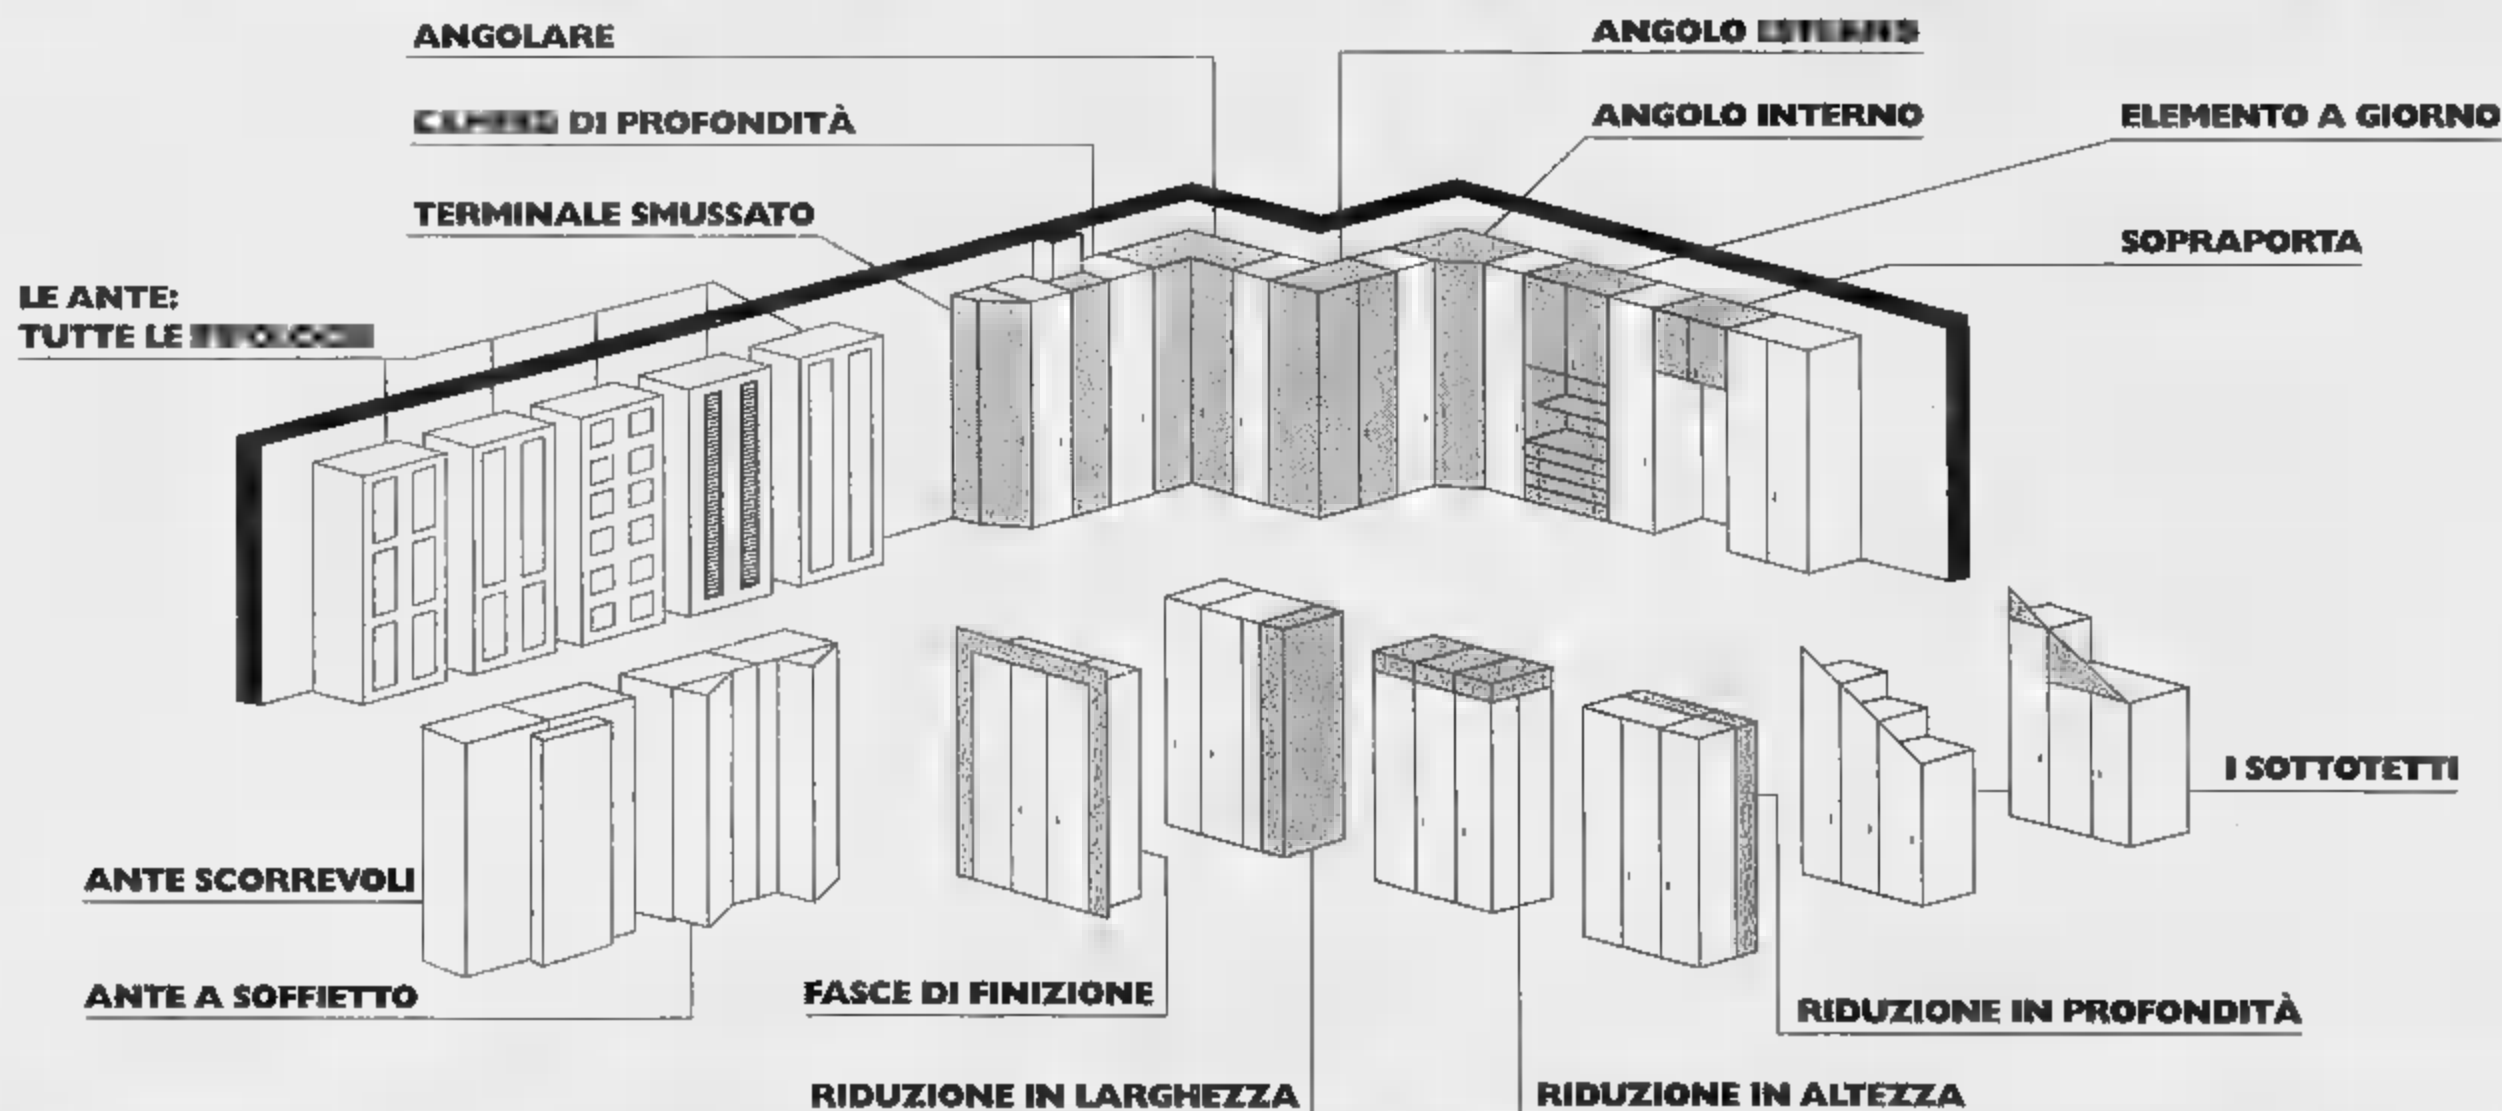 ANGOLARE
ANGOLO
DI PROFONDITÀ
ANGOLO INTERNO
ELEMENTO A GIORNO
TERMINALE SMUSSATO
SOPRAPORTA
LE ANTE:
TUTTE LE
I SOTTOTETTI
ANTE SCORREVOLI
ANTE A SOFFIETTO
FASCE DI FINIZIONE
RIDUZIONE IN PROFONDITÀ
RIDUZIONE IN LARGHEZZA
RIDUZIONE IN ALTEZZA